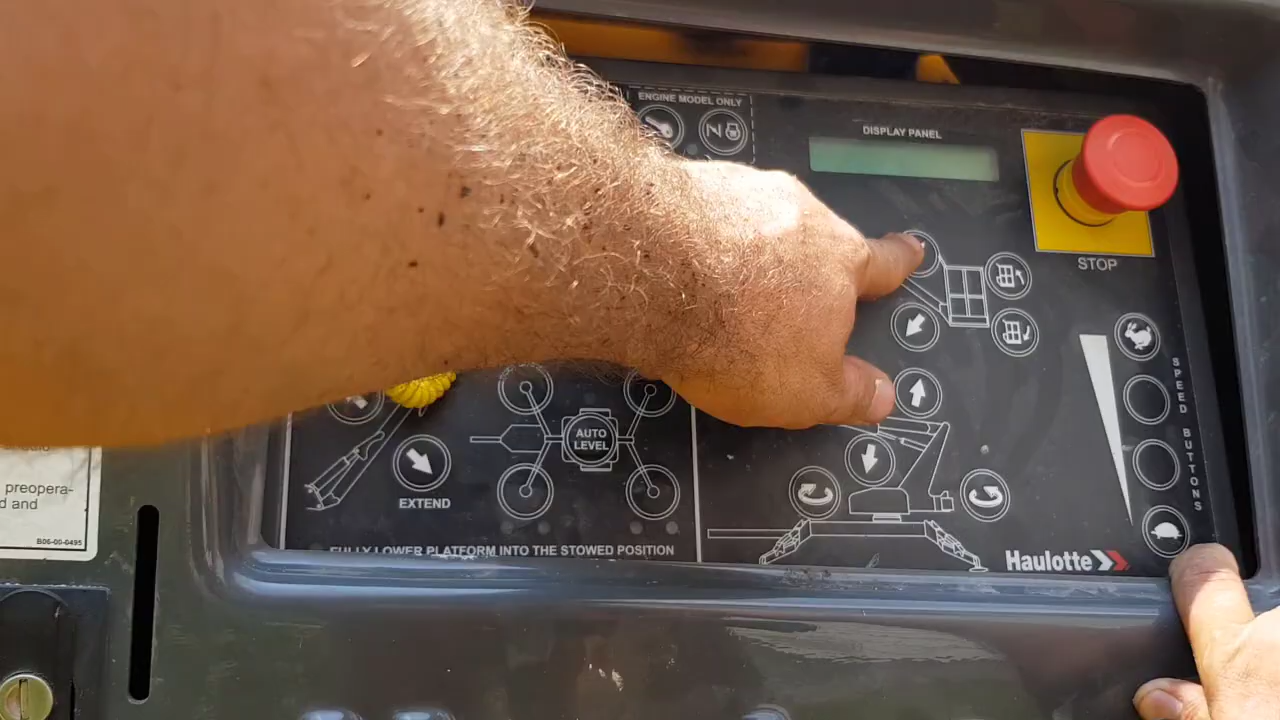 ENGINE MODEL ONLY
DISPLAY PANEL
STOP
SPEED BUTTONS
AUTO
LEVEL
EXTEND
preopera-
d and
B06-00-0495
FULLY LOWER PLATFORM INTO THE STOWED POSITION
Haulotte